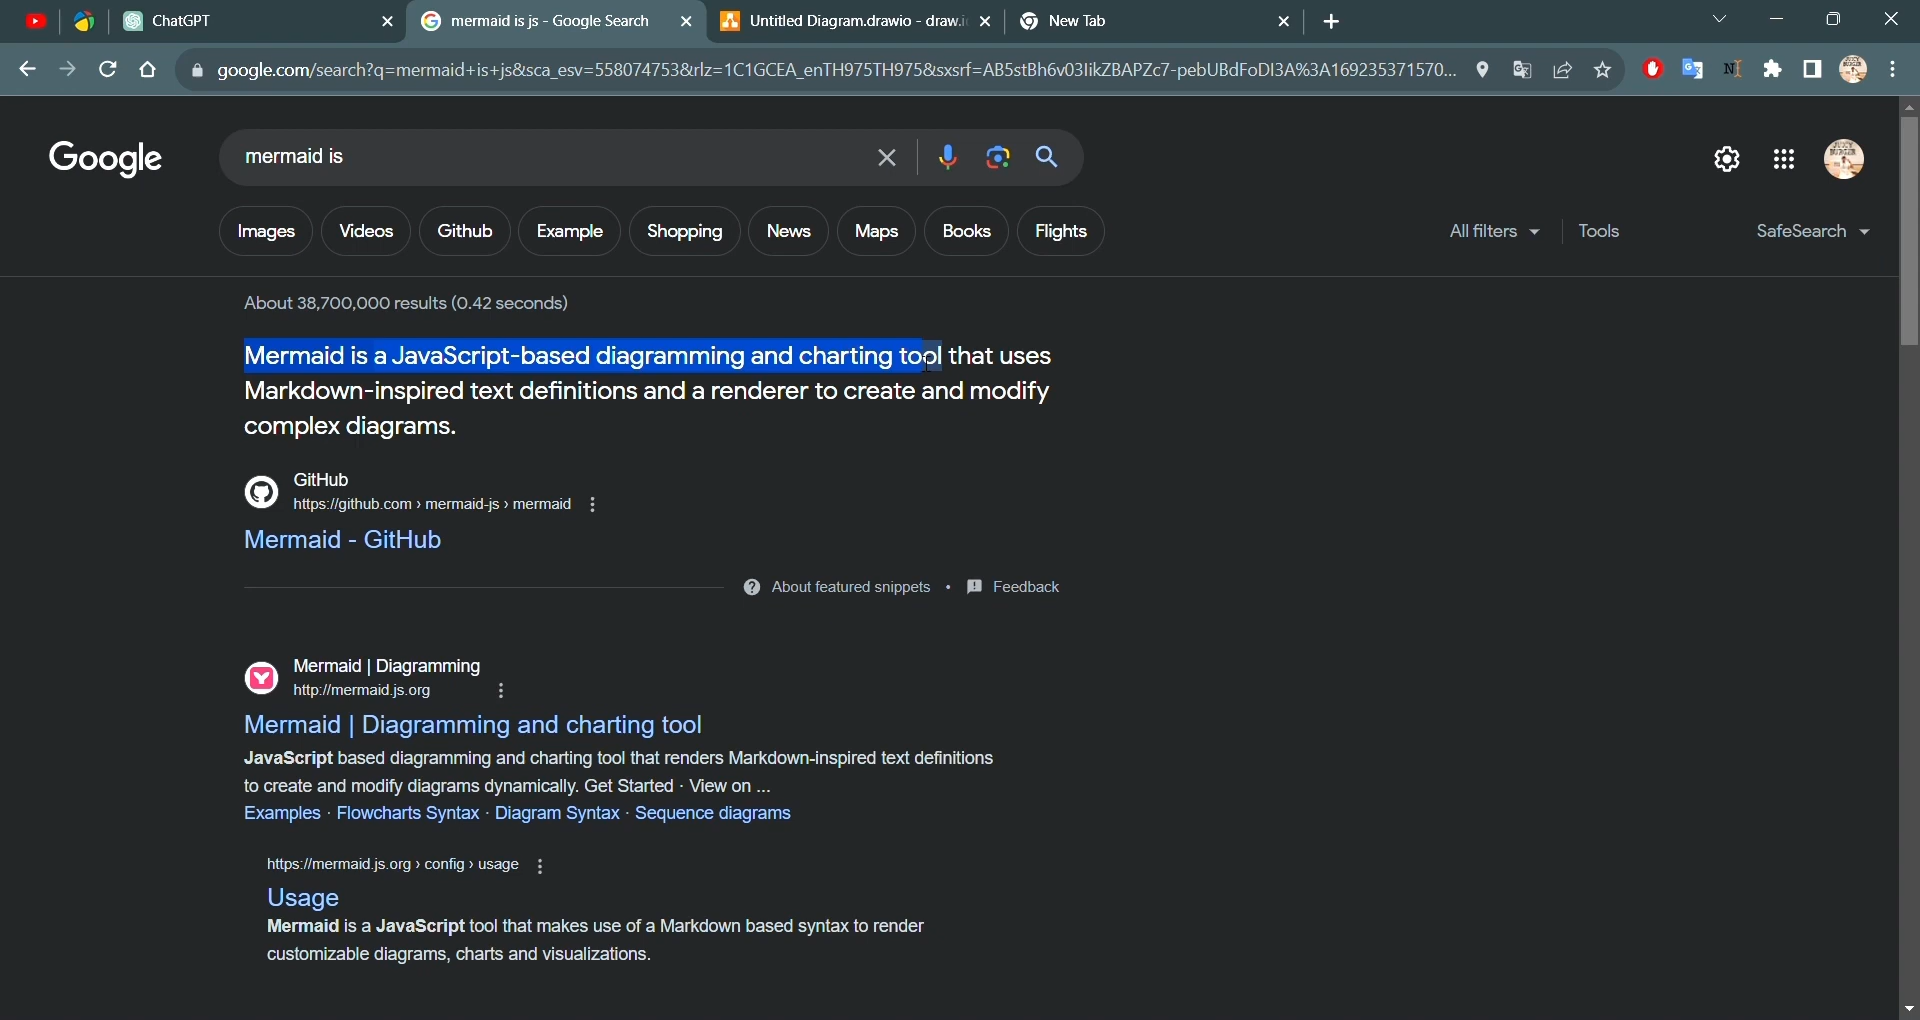 ChatGPT
mermaid is js - Google Search
Untitled Diagram.drawio - draw.i
New Tab
google.com/search?q=mermaid+is+js&sca_esv=558074753&rlz=1C1GCEA_enTH975TH975&sxsrf=AB5stBh6v03IikZBAPZc7-pebUBdFoDI3A%3A169235371570...
Google
mermaid is
Images
Videos
Github
Example
Shopping
News
Maps
Books
Flights
All filters
Tools
SafeSearch
About 38,700,000 results (0.42 seconds)
Mermaid is a JavaScript-based diagramming and charting tool that uses
Markdown-inspired text definitions and a renderer to create and modify
complex diagrams.
GitHub
https://github.com › mermaid-js › mermaid
Mermaid - GitHub
About featured snippets • Feedback
Mermaid | Diagramming
http://mermaid.js.org
Mermaid | Diagramming and charting tool
JavaScript based diagramming and charting tool that renders Markdown-inspired text definitions
to create and modify diagrams dynamically. Get Started · View on ...
Examples · Flowcharts Syntax · Diagram Syntax · Sequence diagrams
https://mermaid.js.org › config › usage
Usage
Mermaid is a JavaScript tool that makes use of a Markdown based syntax to render
customizable diagrams, charts and visualizations.